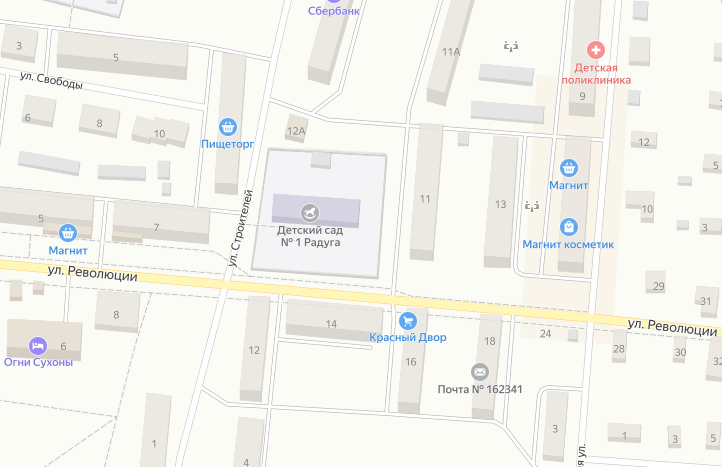 Сбербанк
3
5
11А
Детская
поликлиника
ул. Свободы
9
6
8
10
Пищеторг
12А
12
5
Магнит
11
13
10
ул. Строителей
5
7
Детский сад
№ 1 Радуга
Магнит косметик
3
Магнит
ул. Революции
29
31
8
14
Красный Двор
ул. Революции
24
18
28
30
32
6
Огни Сухоны
12
16
Почта № 162341
1
4
3
1
3
5
я ул.